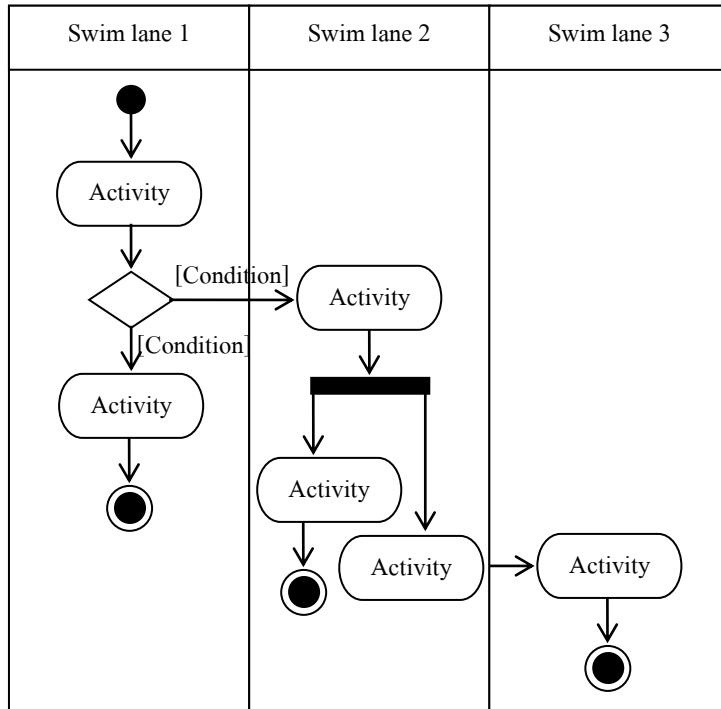 Swim lane 1
Swim lane 2
Swim lane 3
Activity
[Condition]
Activity
[Condition]
Activity
Activity
Activity
Activity